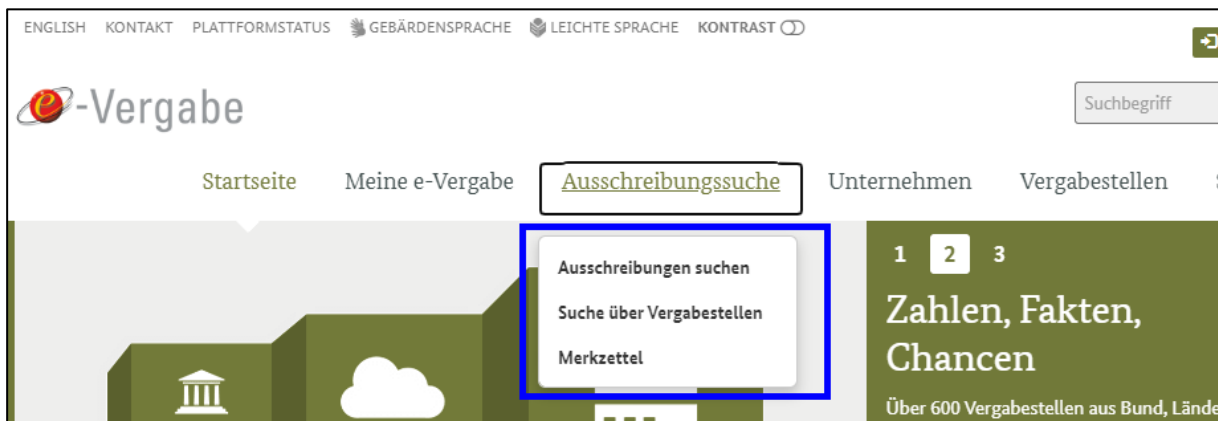 ENGLISH KONTAKT PLATTFORMSTATUS GEBÄRDENSPRACHE LEICHTE SPRACHE KONTRAST
e-Vergabe
Suchbegriff
Startseite Meine e-Vergabe Ausschreibungssuche Unternehmen Vergabestellen
Ausschreibungen suchen
Suche über Vergabestellen
Merkzettel
1 2 3
Zahlen, Fakten,
Chancen
Über 600 Vergabestellen aus Bund, Lände